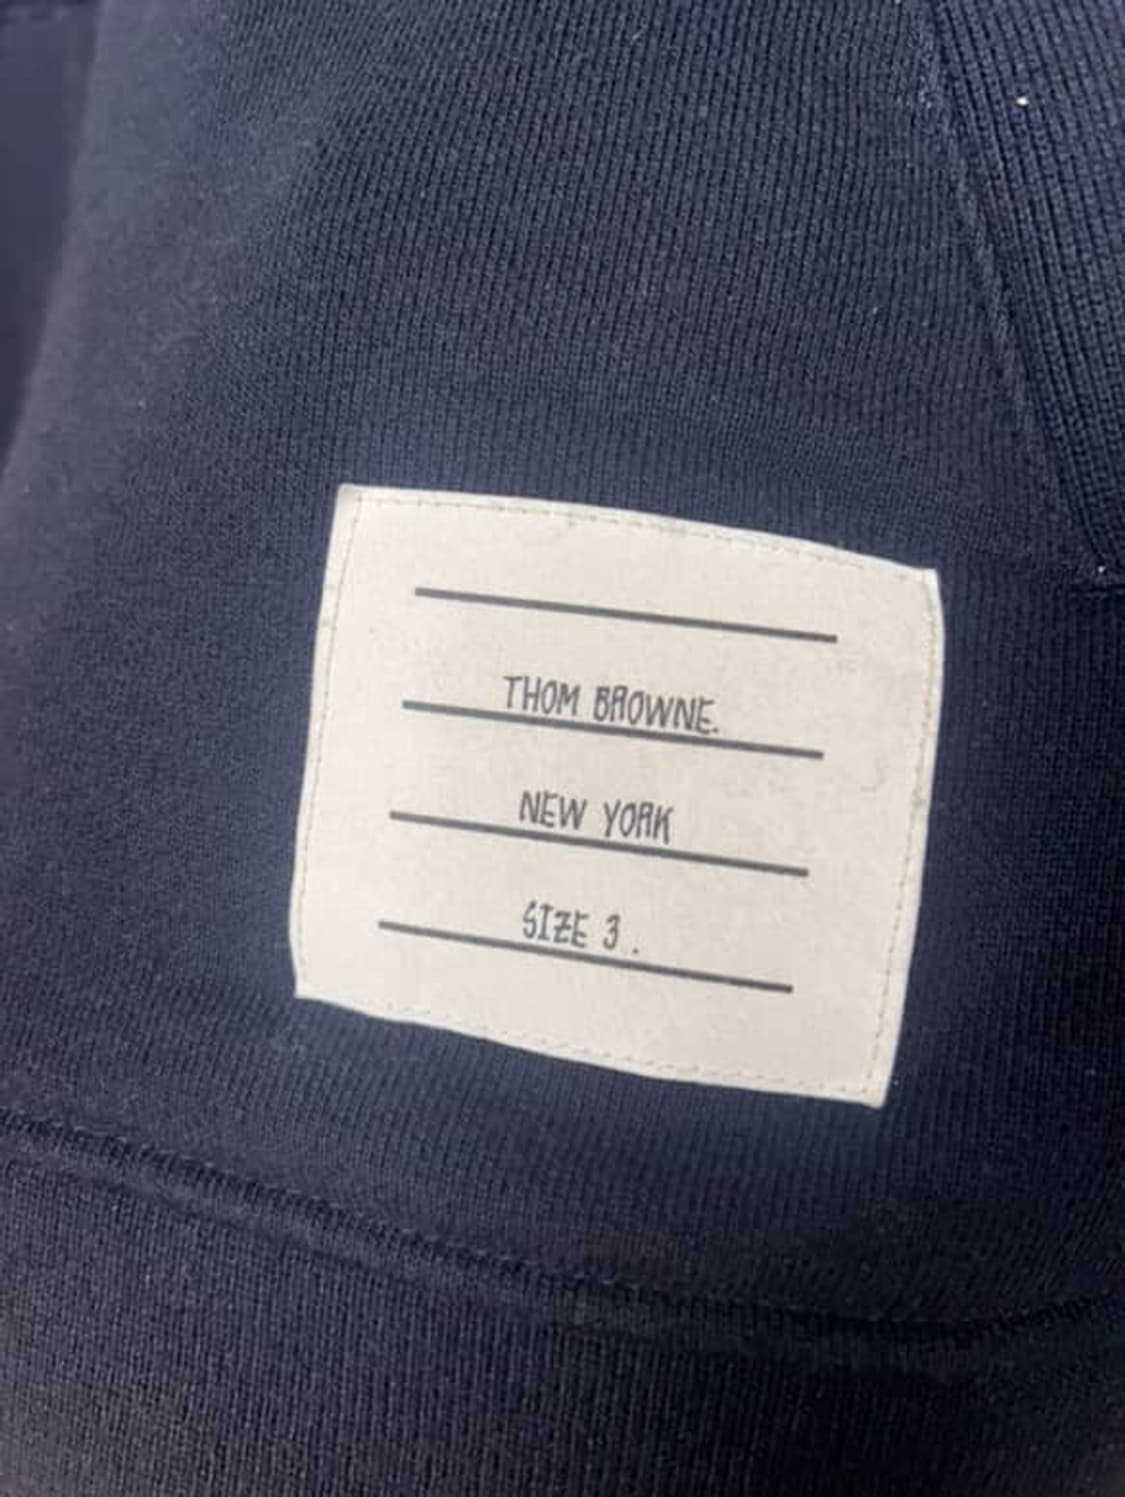 THOM BROWNE.
NEW YORK
SIZE 3 .